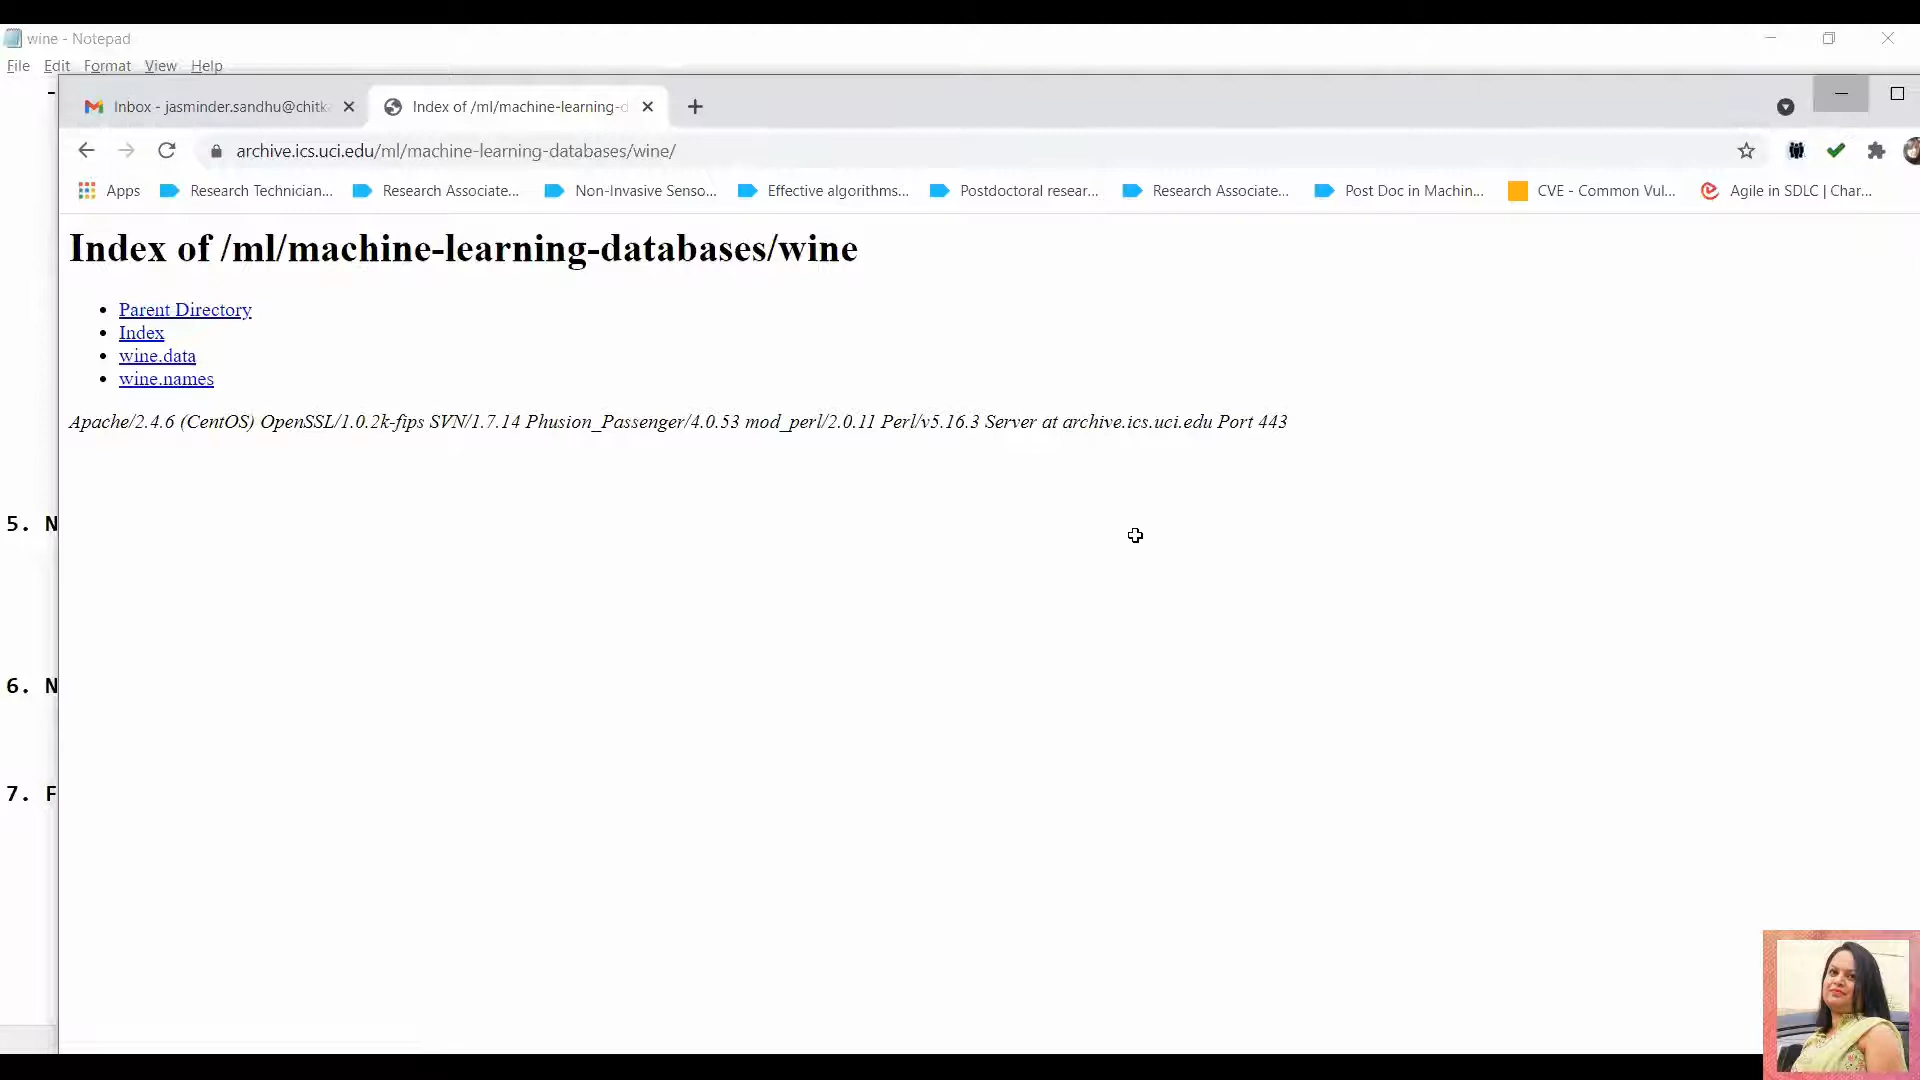 wine - Notepad
File Edit Format View Help
Inbox - jasminder.sandhu@chitk
Index of /ml/machine-learning-d
archive.ics.uci.edu/ml/machine-learning-databases/wine/
Apps Research Technician... Research Associate... Non-Invasive Senso... Effective algorithms... Postdoctoral resear... Research Associate... Post Doc in Machin... CVE - Common Vul... Agile in SDLC | Char...
Index of /ml/machine-learning-databases/wine
• Parent Directory
• Index
• wine.data
• wine.names
Apache/2.4.6 (CentOS) OpenSSL/1.0.2k-fips SVN/1.7.14 Phusion_Passenger/4.0.53 mod_perl/2.0.11 Perl/v5.16.3 Server at archive.ics.uci.edu Port 443
5. N
6. N
7. F